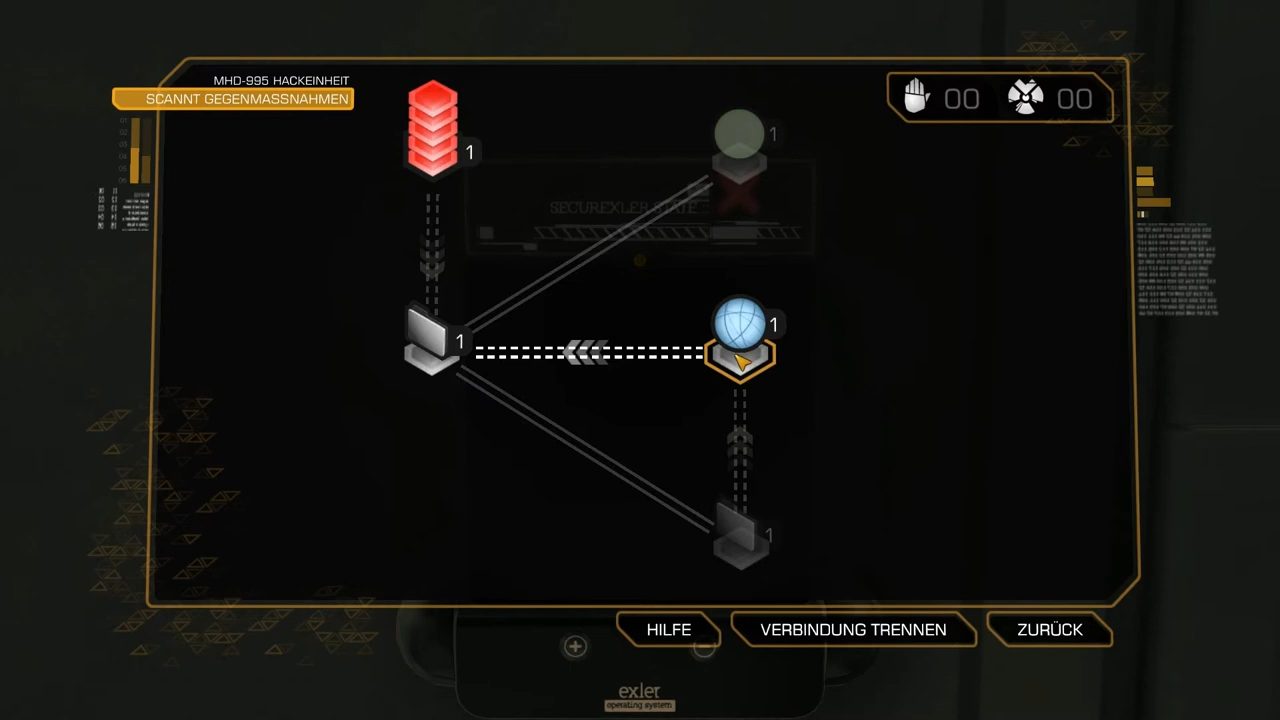 MHD-995 HACKEINHEIT
SCANNT GEGENMASSNAHMEN
00 00
1
1
SECUREXLER STATE
1
1
1
HILFE
VERBINDUNG TRENNEN
ZURÜCK
exler
operating system